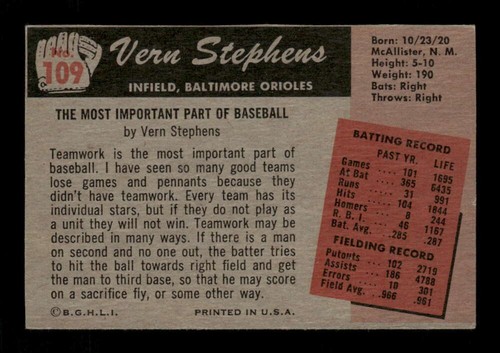 No. 109
Vern Stephens
INFIELD, BALTIMORE ORIOLES
Born: 10/23/20
McAllister, N. M.
Height: 5-10
Weight: 190
Bats: Right
Throws: Right
THE MOST IMPORTANT PART OF BASEBALL
by Vern Stephens
Teamwork is the most important part of
baseball. I have seen so many good teams
lose games and pennants because they
didn't have teamwork. Every team has its
individual stars, but if they do not play as
a unit they will not win. Teamwork may
be described in many ways. If there is a man
on second and no one out, the batter tries
to hit the ball towards right field and get
the man to third base, so that he may score
on a sacrifice fly, or some other way.
BATTING RECORD
PAST YR. LIFE
Games 101 1695
At Bat 365 6435
Runs 31 991
Hits 104 1844
Homers 8 244
R. B. I. 46 1167
Bat. Avg. .285 .287
FIELDING RECORD
Putouts 102 2719
Assists 186 4788
Errors 10 301
Field Avg. .966 .961
© B.G.H.L.I. PRINTED IN U.S.A.